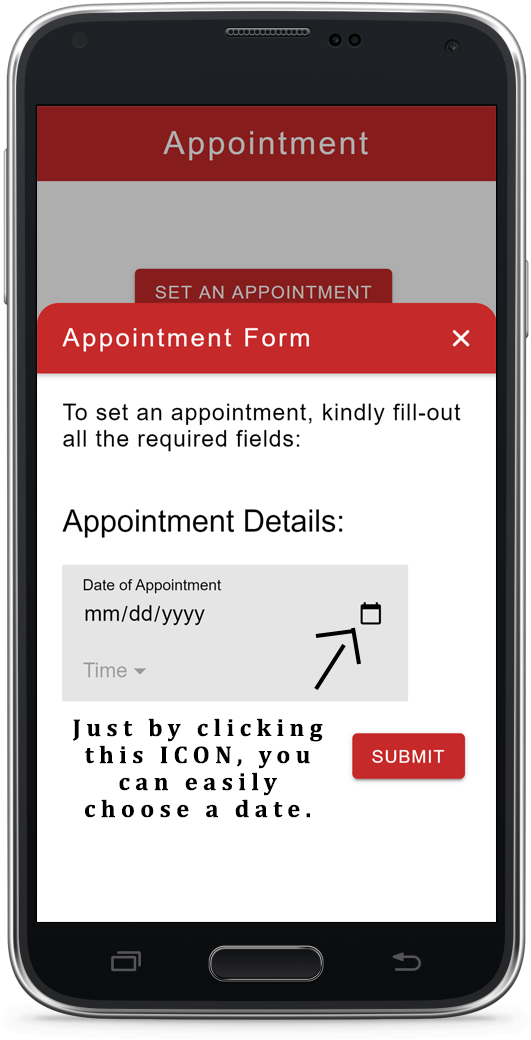 Appointment
SET AN APPOINTMENT
Appointment Form
To set an appointment, kindly fill-out
all the required fields:
Appointment Details:
Date of Appointment
mm/dd/yyyy
Time
Just by clicking
this ICON, you
can easily
choose a date.
SUBMIT